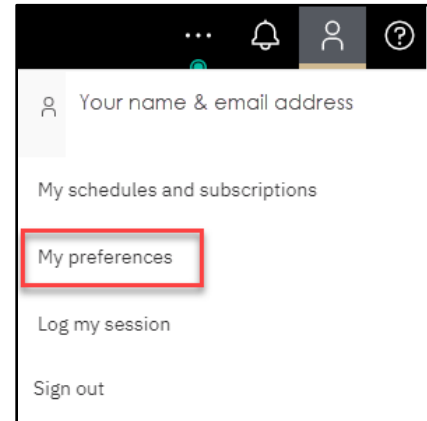 Your name & email address
My schedules and subscriptions
My preferences
Log my session
Sign out